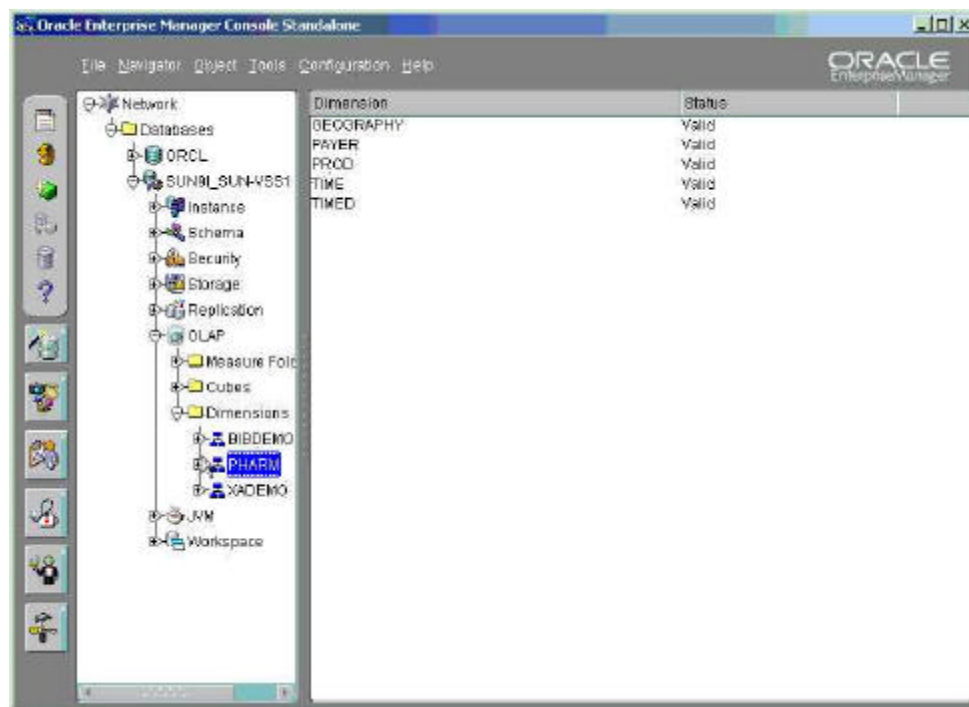 Oracle Enterprise Manager Console Standalone
File Navigator Object Tools Configuration Help
ORACLE
EnterpriseManager
Network
Databases
ORCL
SUN9I_SUN-VSS1
Instance
Schema
Security
Storage
Replication
OLAP
Measure Fold
Cubes
Dimensions
BIBDEMO
PHARM
XADEMO
JVM
Workspace
Dimension Status
GEOGRAPHY Valid
PAYER Valid
PROD Valid
TIME Valid
TIMED Valid